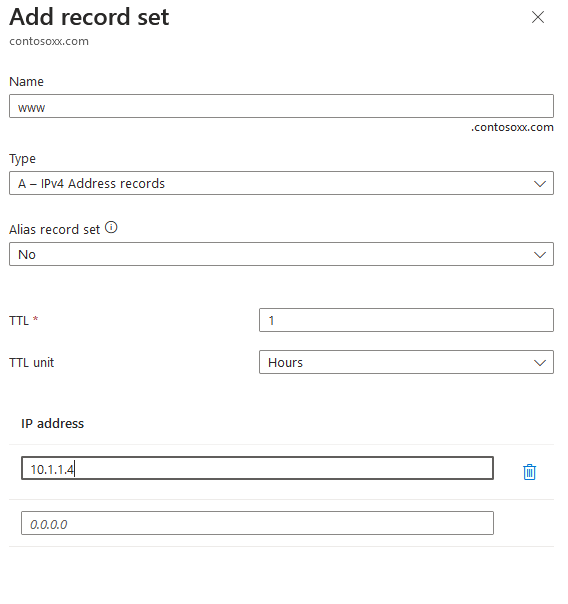 Add record set
contosoxx.com
Name
www
.contosoxx.com
Type
A – IPv4 Address records
Alias record set
No
TTL * 1
TTL unit Hours
IP address
10.1.1.4
0.0.0.0